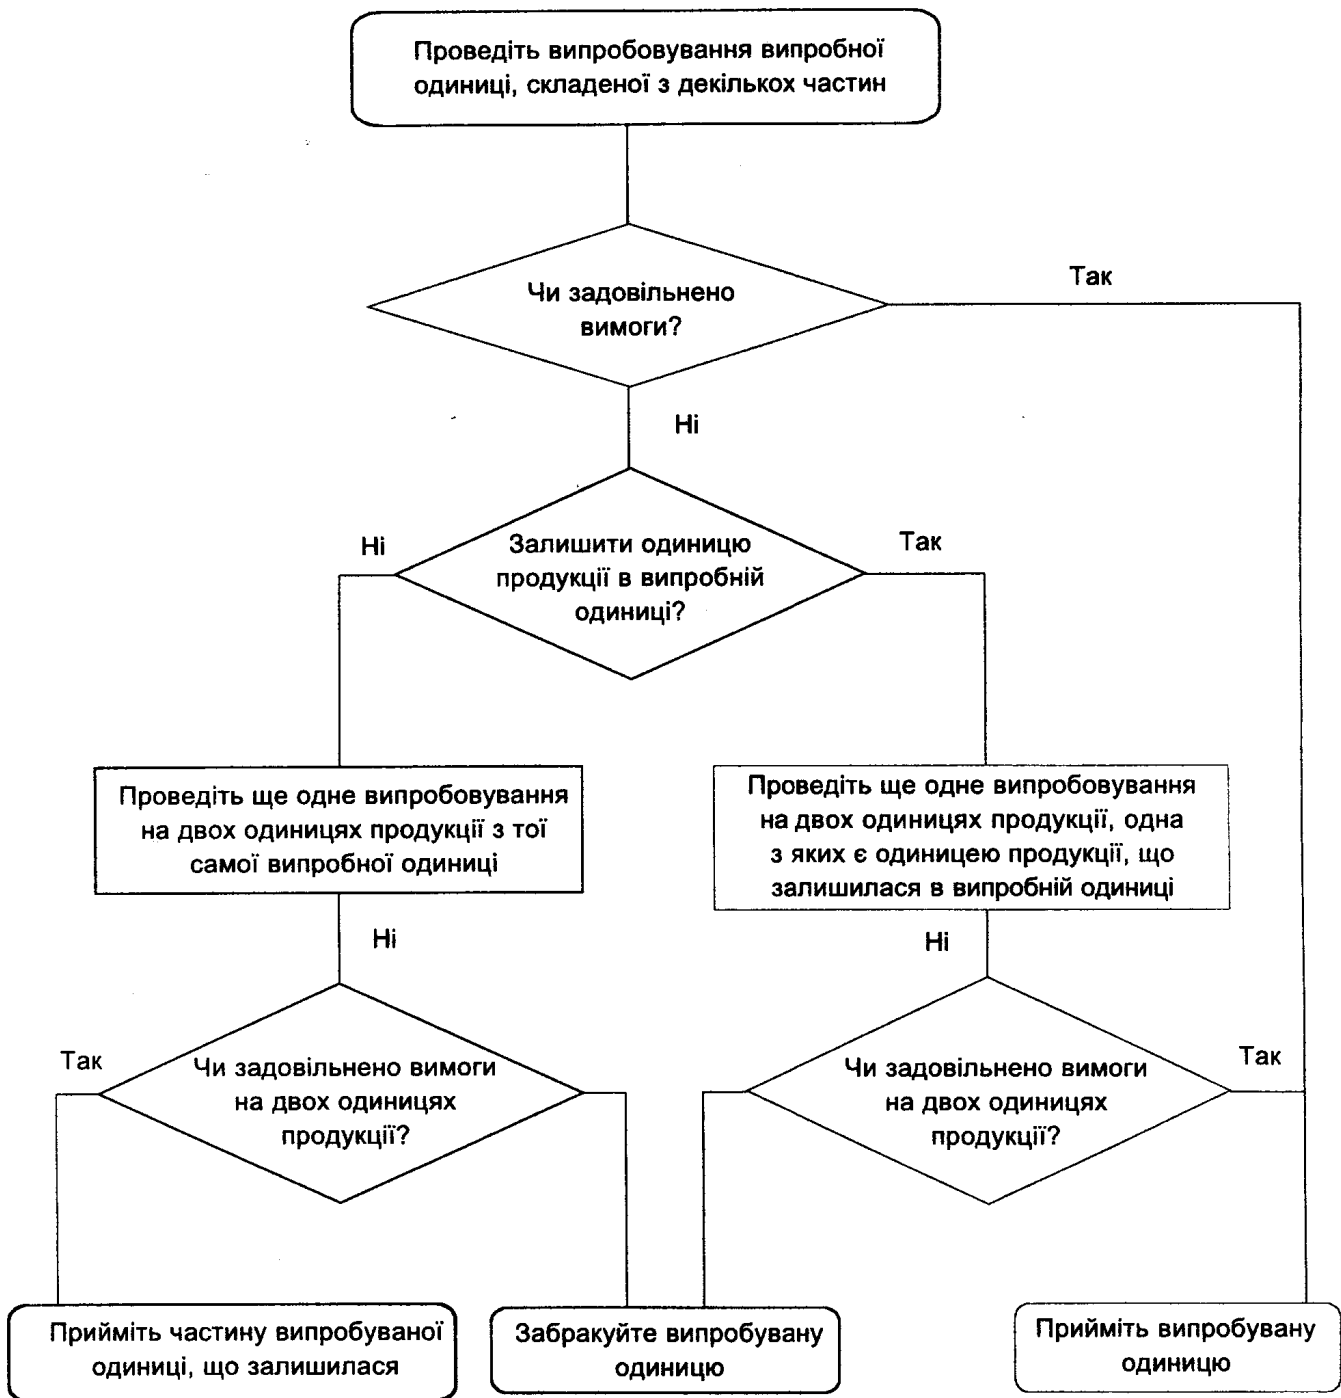 Проведіть випробовування випробної
одиниці, складеної з декількох частин
Чи задовільнено
вимоги?
Так
Ні
Ні
Залишити одиницю
продукції в випробній
одиниці?
Так
Проведіть ще одне випробовування
на двох одиницях продукції з тої
самої випробної одиниці
Проведіть ще одне випробовування
на двох одиницях продукції, одна
з яких є одиницею продукції, що
залишилася в випробній одиниці
Ні
Ні
Так
Чи задовільнено вимоги
на двох одиницях
продукції?
Чи задовільнено вимоги
на двох одиницях
продукції?
Так
Прийміть частину випробуваної
одиниці, що залишилася
Забракуйте випробувану
одиницю
Прийміть випробувану
одиницю